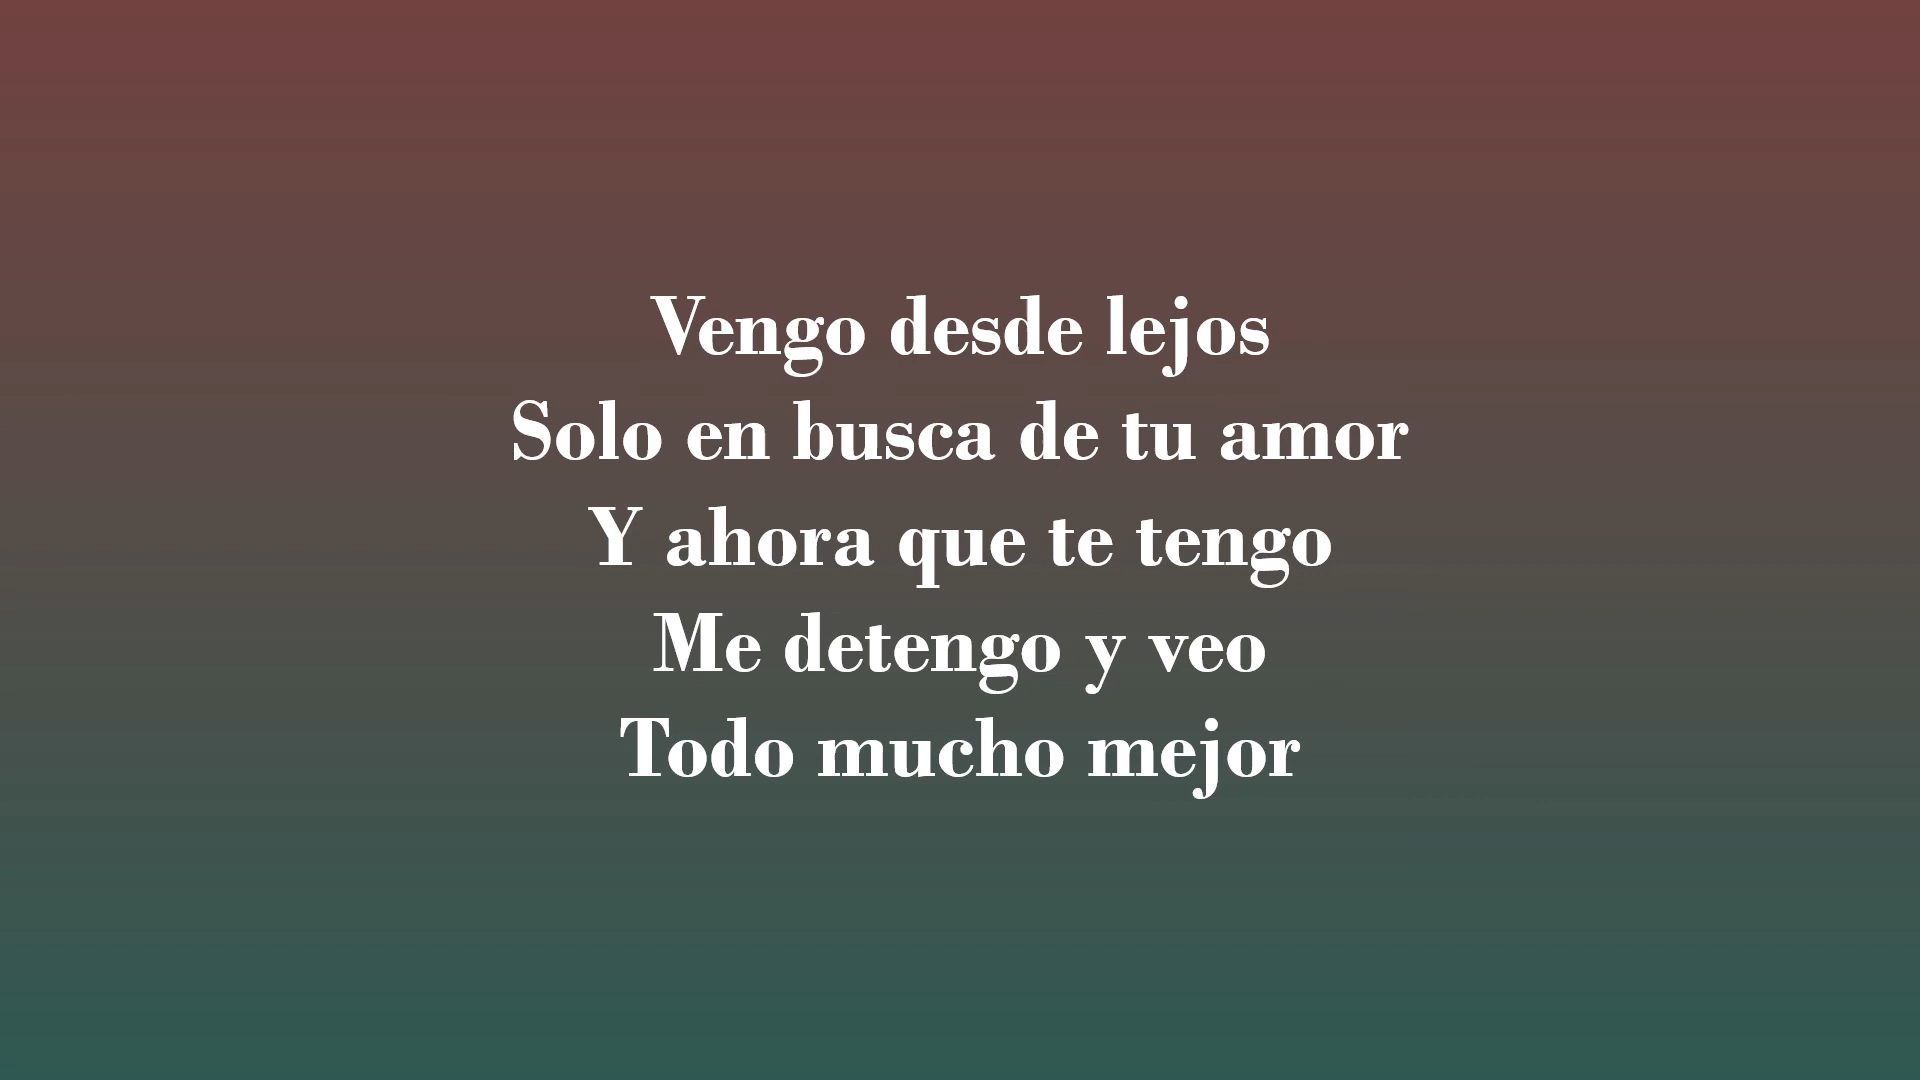 Vengo desde lejos
Solo en busca de tu amor
Y ahora que te tengo
Me detengo y veo
Todo mucho mejor